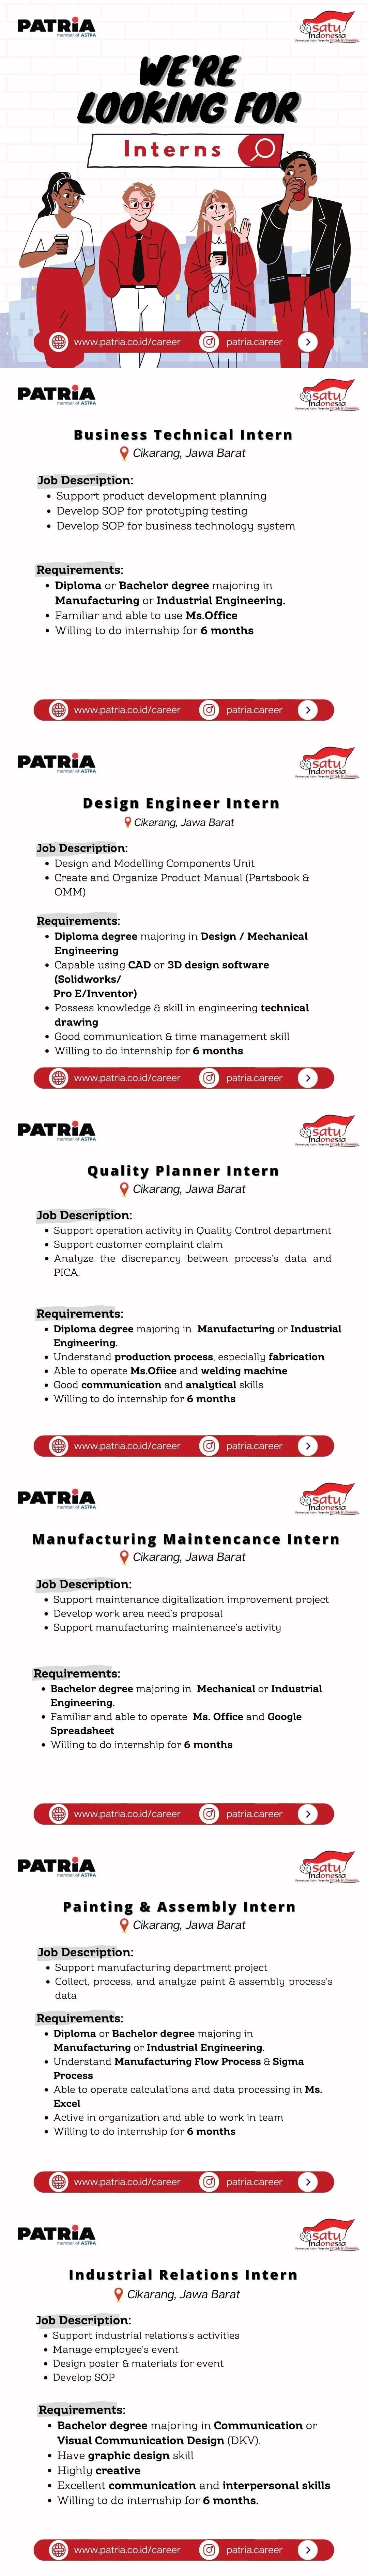 PATRiA
member of ASTRA
satu
Indonesia
WE'RE
LOOKING FOR
Interns
www.patria.co.id/career
patria.career
PATRiA
member of ASTRA
satu
Indonesia
Business Technical Intern
Cikarang, Jawa Barat
Job Description:
• Support product development planning
• Develop SOP for prototyping testing
• Develop SOP for business technology system
Requirements:
• Diploma or Bachelor degree majoring in
Manufacturing or Industrial Engineering.
• Familiar and able to use Ms.Office
• Willing to do internship for 6 months
www.patria.co.id/career
patria.career
PATRiA
member of ASTRA
satu
Indonesia
Design Engineer Intern
Cikarang, Jawa Barat
Job Description:
• Design and Modelling Components Unit
• Create and Organize Product Manual (Partsbook &
OMM)
Requirements:
• Diploma degree majoring in Design / Mechanical
Engineering
• Capable using CAD or 3D design software
(Solidworks/
Pro E/Inventor)
• Possess knowledge & skill in engineering technical
drawing
• Good communication & time management skill
• Willing to do internship for 6 months
www.patria.co.id/career
patria.career
PATRiA
member of ASTRA
satu
Indonesia
Quality Planner Intern
Cikarang, Jawa Barat
Job Description:
• Support operation activity in Quality Control department
• Support customer complaint claim
• Analyze the discrepancy between process's data and
PICA,
Requirements:
• Diploma degree majoring in Manufacturing or Industrial
Engineering.
• Understand production process, especially fabrication
• Able to operate Ms.Ofiice and welding machine
• Good communication and analytical skills
• Willing to do internship for 6 months
www.patria.co.id/career
patria.career
PATRiA
member of ASTRA
satu
Indonesia
Manufacturing Maintencance Intern
Cikarang, Jawa Barat
Job Description:
• Support maintenance digitalization improvement project
• Develop work area need's proposal
• Support manufacturing maintenance's activity
Requirements:
• Bachelor degree majoring in Mechanical or Industrial
Engineering.
• Familiar and able to operate Ms. Office and Google
Spreadsheet
• Willing to do internship for 6 months
www.patria.co.id/career
patria.career
PATRiA
member of ASTRA
satu
Indonesia
Painting & Assembly Intern
Cikarang, Jawa Barat
Job Description:
• Support manufacturing department project
• Collect, process, and analyze paint & assembly process's
data
Requirements:
• Diploma or Bachelor degree majoring in
Manufacturing or Industrial Engineering.
• Understand Manufacturing Flow Process & Sigma
Process
• Able to operate calculations and data processing in Ms.
Excel
• Active in organization and able to work in team
• Willing to do internship for 6 months
www.patria.co.id/career
patria.career
PATRiA
member of ASTRA
satu
Indonesia
Industrial Relations Intern
Cikarang, Jawa Barat
Job Description:
• Support industrial relations's activities
• Manage employee's event
• Design poster & materials for event
• Develop SOP
Requirements:
• Bachelor degree majoring in Communication or
Visual Communication Design (DKV).
• Have graphic design skill
• Highly creative
• Excellent communication and interpersonal skills
• Willing to do internship for 6 months.
www.patria.co.id/career
patria.career